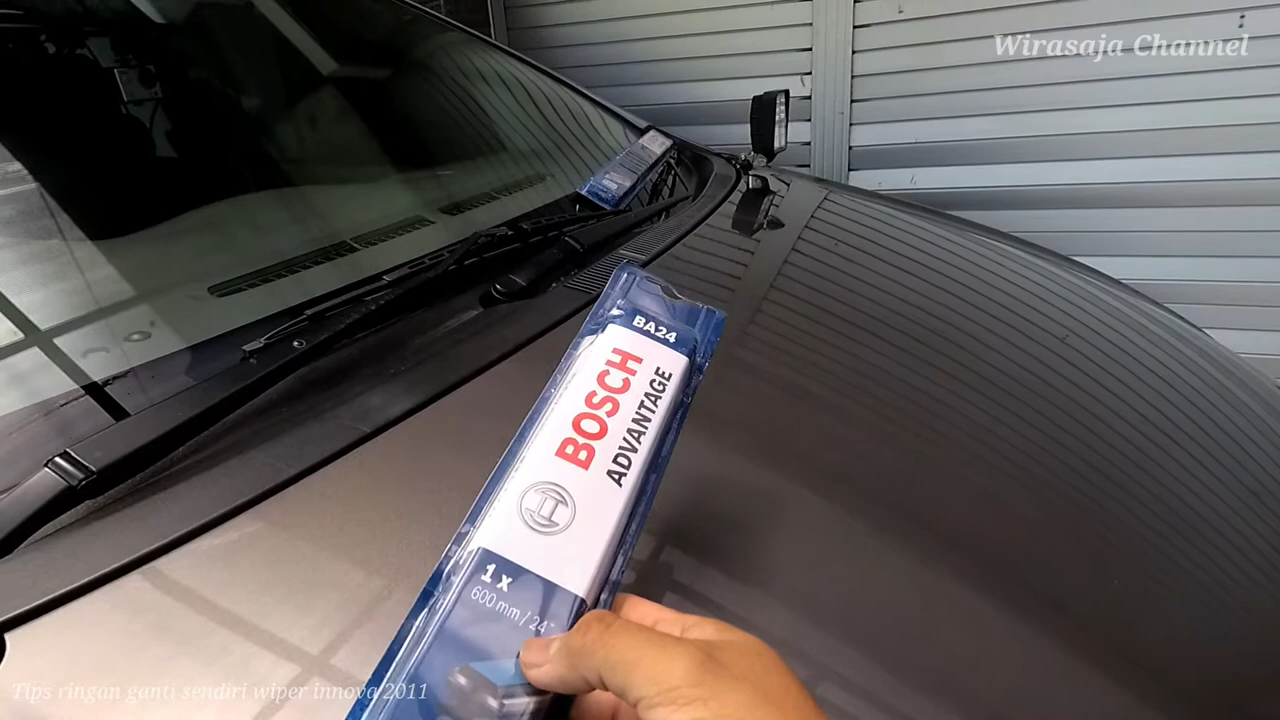 Wirasaja Channel
BA24
BOSCH
ADVANTAGE
1 x
600 mm / 24"
Tips ringan ganti sendiri wiper innova 2011